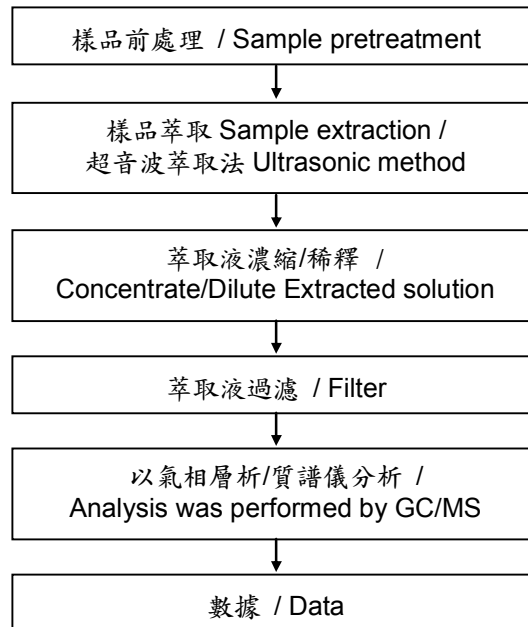 樣品前處理 / Sample pretreatment
樣品萃取 Sample extraction /
超音波萃取法 Ultrasonic method
萃取液濃縮/稀釋 /
Concentrate/Dilute Extracted solution
萃取液過濾 / Filter
以氣相層析/質譜儀分析 /
Analysis was performed by GC/MS
數據 / Data